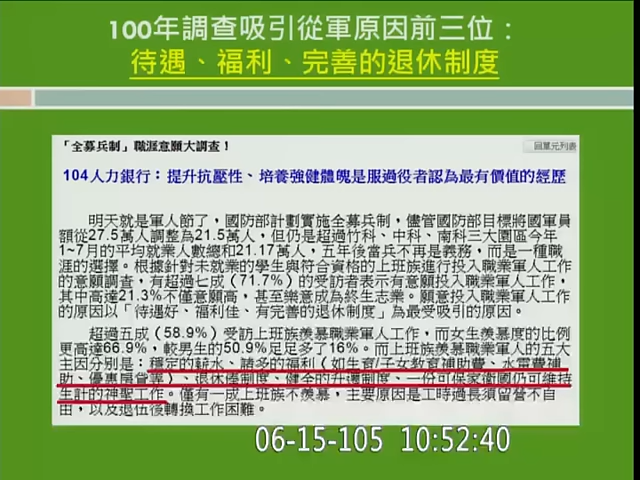 100年調查吸引從軍原因前三位：
待遇、福利、完善的退休制度
「全募兵制」職涯意願大調查！
回單元列表
104人力銀行：提升抗壓性、培養強健體魄是服過役者認為最有價值的經歷
明天就是軍人節了，國防部計劃實施全募兵制，儘管國防部目標將國軍員
額從27.5萬人調整為21.5萬人，但仍是超過竹科、中科、南科三大園區今年
1~7月的平均就業人數總和21.17萬人，五年後當兵不再是義務，而是一種職
涯的選擇。根據針對未就業的學生與符合資格的上班族進行投入職業軍人工作
的意願調查，有超過七成（71.7%）的受訪者表示有意願投入職業軍人工作，
其中高達21.3%不僅意願高，甚至樂意成為終生志業。願意投入職業軍人工作
的原因以「待遇好、福利佳、有完善的退休制度」為最受吸引的原因。
超過五成（58.9%）受訪上班族羨慕職業軍人工作，而女生羨慕度的比例
更高達66.9%，較男生的50.9%足足多了16%。而上班族羨慕職業軍人的五大
主因分別是：穩定的薪水、諸多的福利（如生育/子女教育補助費、水電費補
助、優惠房貸等）、退休俸制度、健全的升遷制度、一份可保家衛國仍可維持
生計的神聖工作。僅有一成上班族不羨慕，主要原因是工時過長須留營不自
由，以及退伍後轉換工作困難。
06-15-105 10:52:40